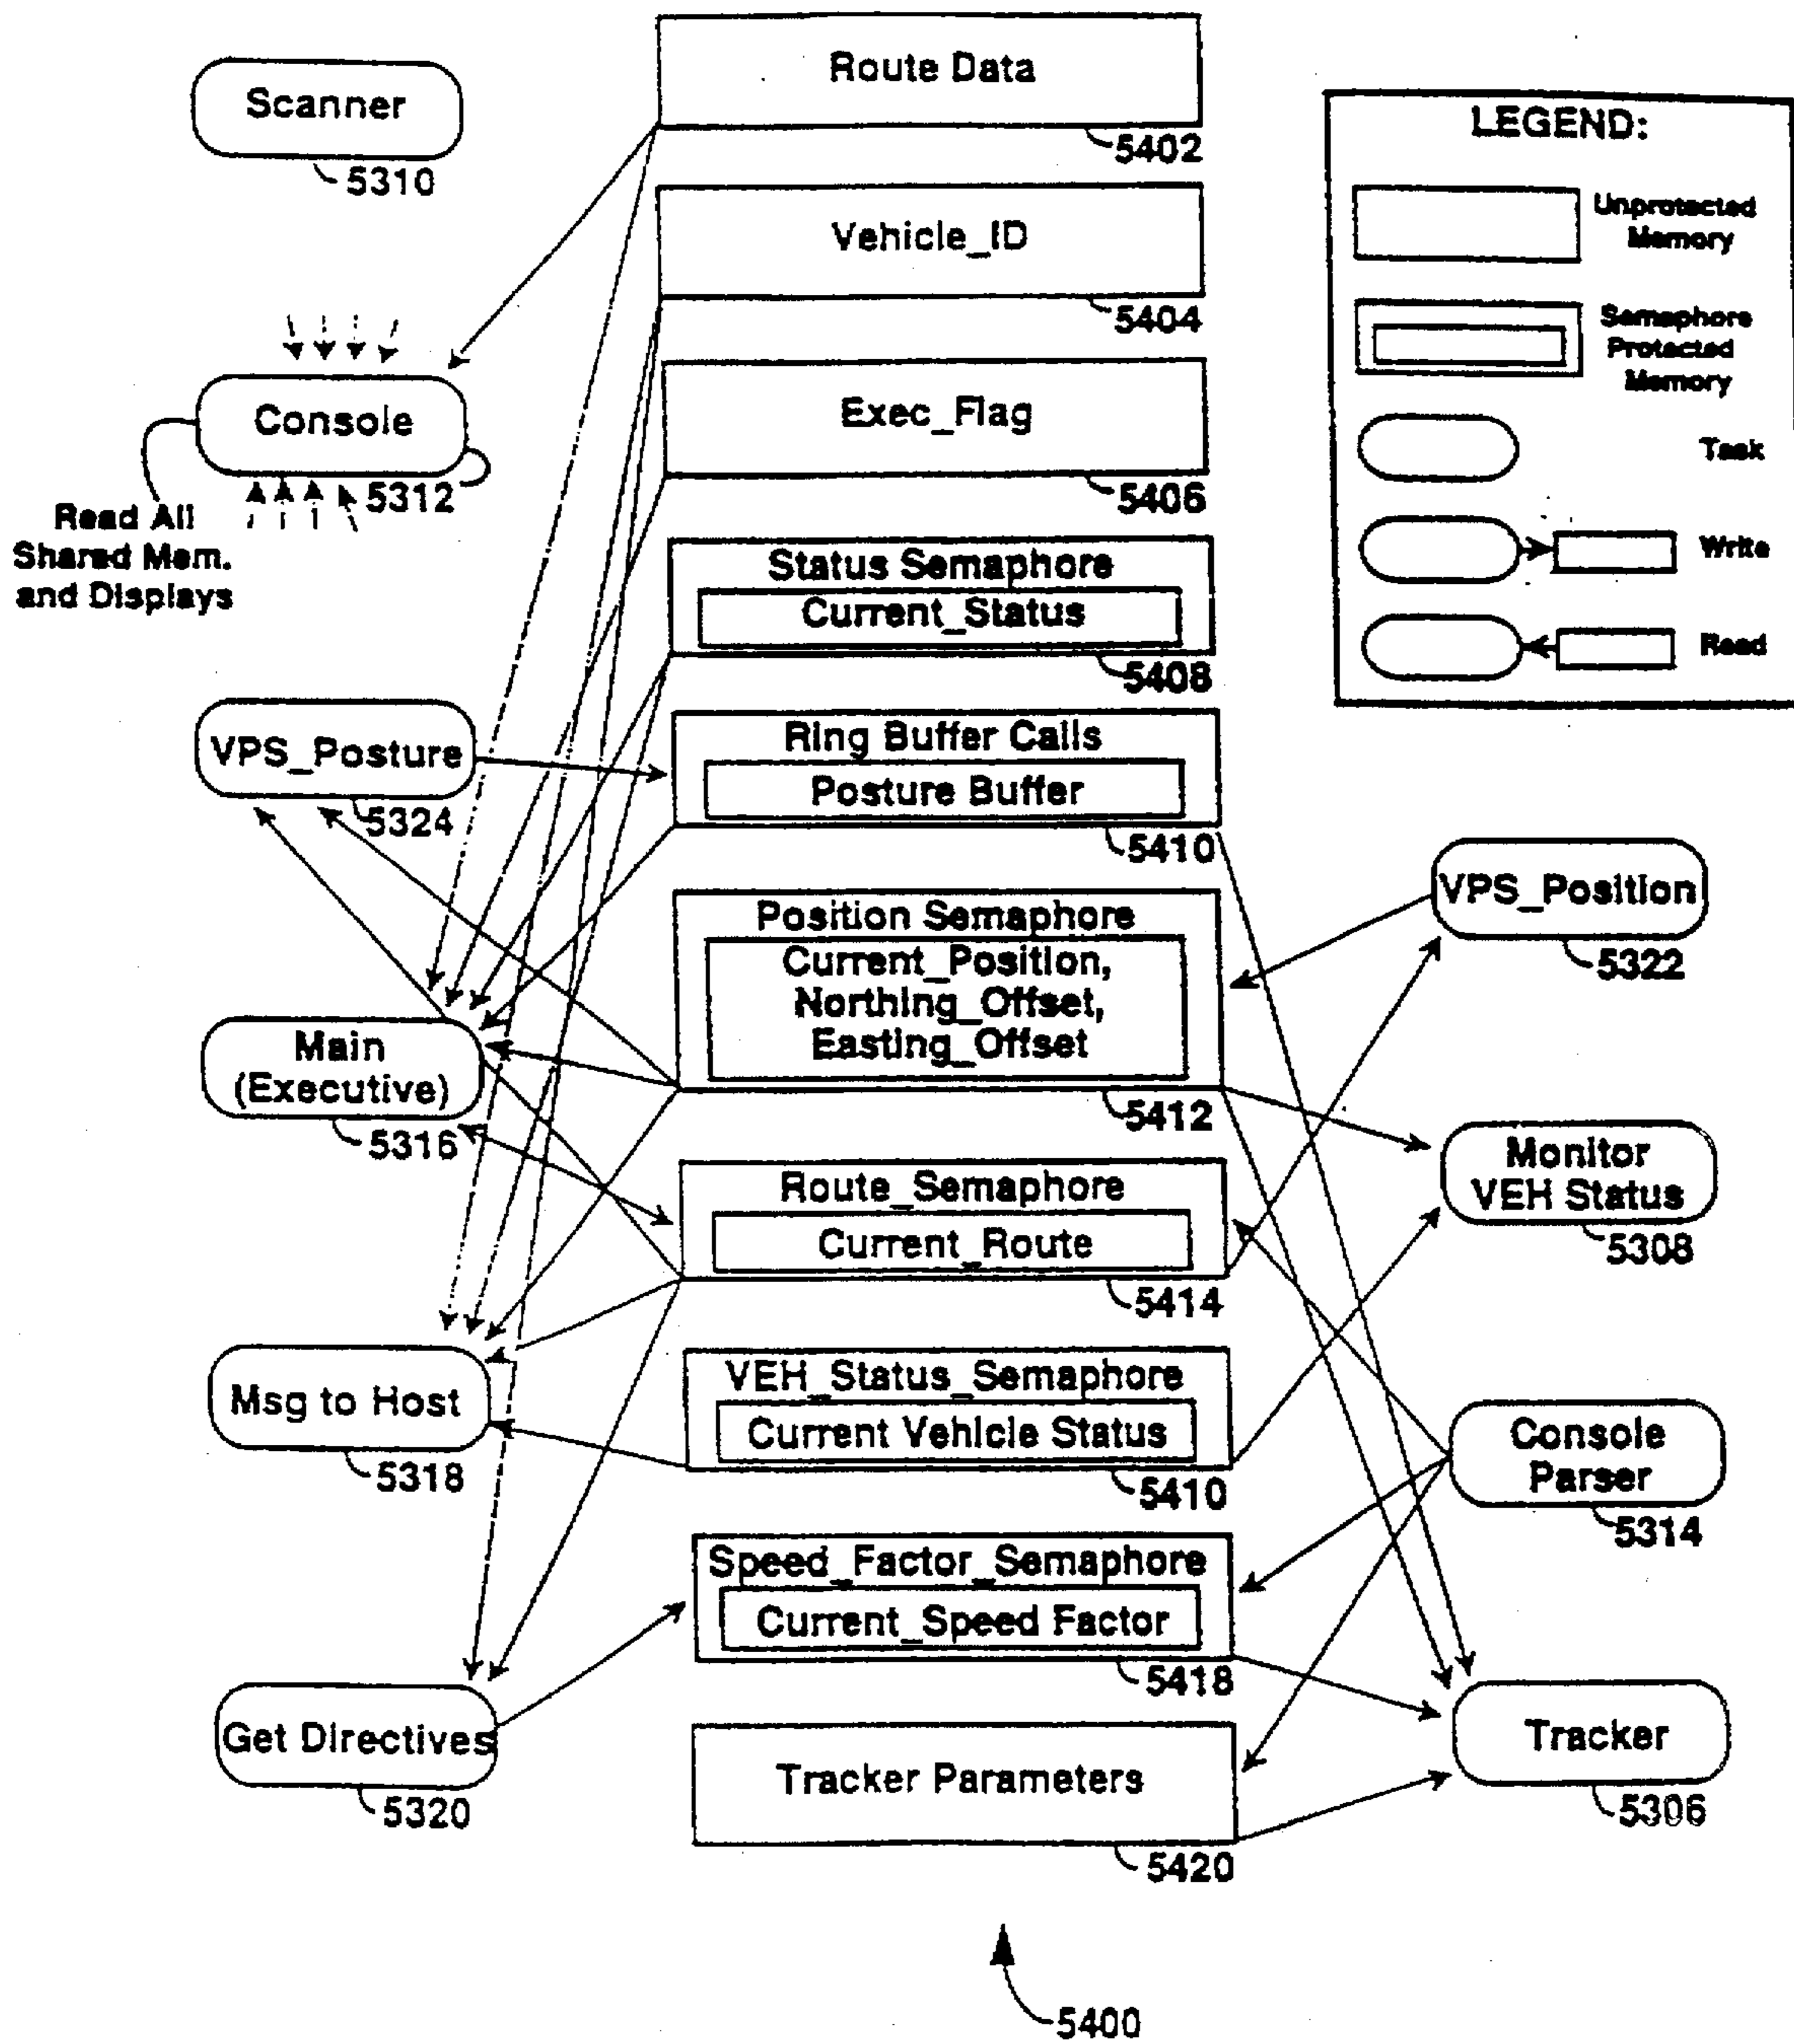 Route Data
5402
Scanner
5310
Vehicle_ID
5404
Console
5312
Read All
Shared Mem.
and Displays
Exec_Flag
5406
Status Semaphore
Current_Status
5408
VPS_Posture
5324
Ring Buffer Calls
Posture Buffer
5410
Position Semaphore
Current_Position,
Northing_Offset,
Easting_Offset
5412
Main
(Executive)
5316
Route_Semaphore
Current_Route
5414
Msg to Host
5318
VEH_Status_Semaphore
Current Vehicle Status
5410
Speed_Factor_Semaphore
Current_Speed Factor
5418
Get Directives
5320
Tracker Parameters
5420
LEGEND:
Unprotected
Memory
Semaphore
Protected
Memory
Task
Write
Read
VPS_Position
5322
Monitor
VEH Status
5308
Console
Parser
5314
Tracker
5306
5400